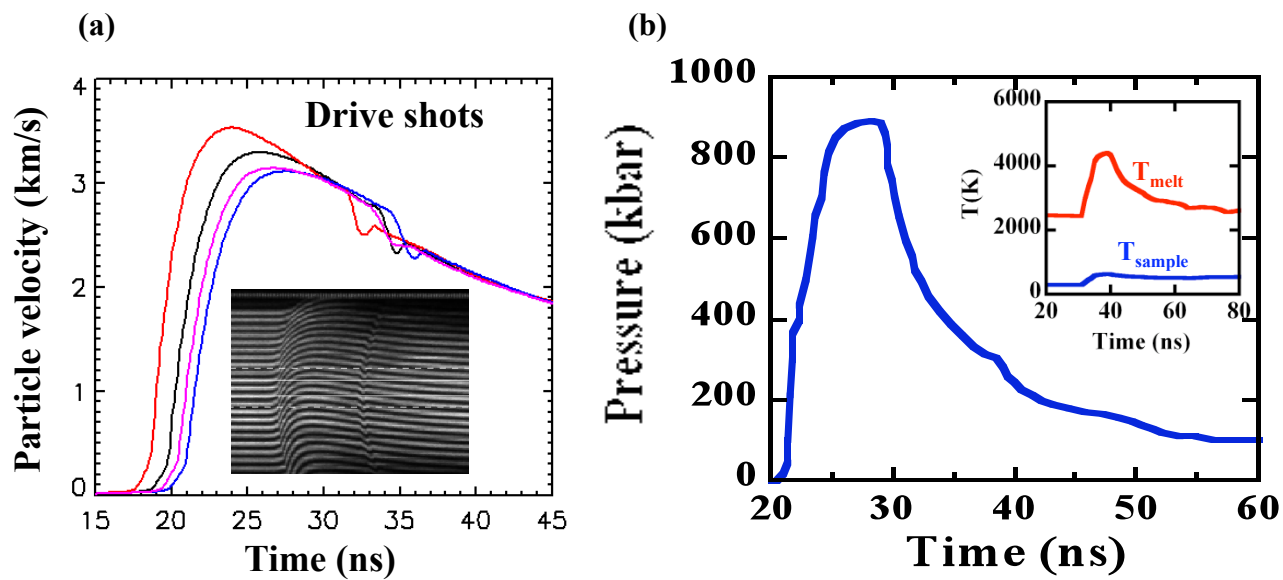 (a)
Drive shots
Particle velocity (km/s)
4
3
2
1
0
15 20 25 30 35 40 45
Time (ns)
(b)
Pressure (kbar)
1000
800
600
400
200
0
20 30 40 50 60
Time (ns)
T(K)
6000
4000
2000
0
T_melt
T_sample
20 40 60 80
Time (ns)